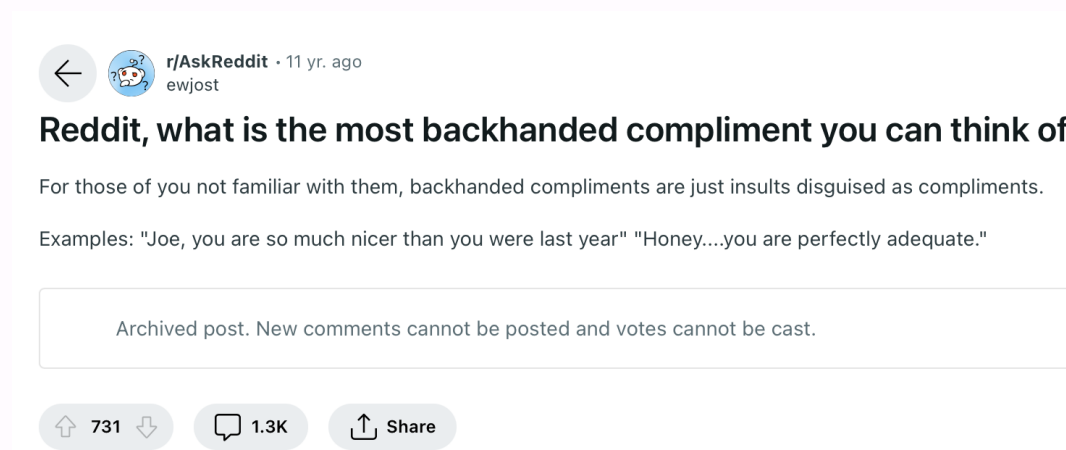 r/AskReddit • 11 yr. ago
ewjost
Reddit, what is the most backhanded compliment you can think of
For those of you not familiar with them, backhanded compliments are just insults disguised as compliments.
Examples: "Joe, you are so much nicer than you were last year" "Honey....you are perfectly adequate."
Archived post. New comments cannot be posted and votes cannot be cast.
731 1.3K Share